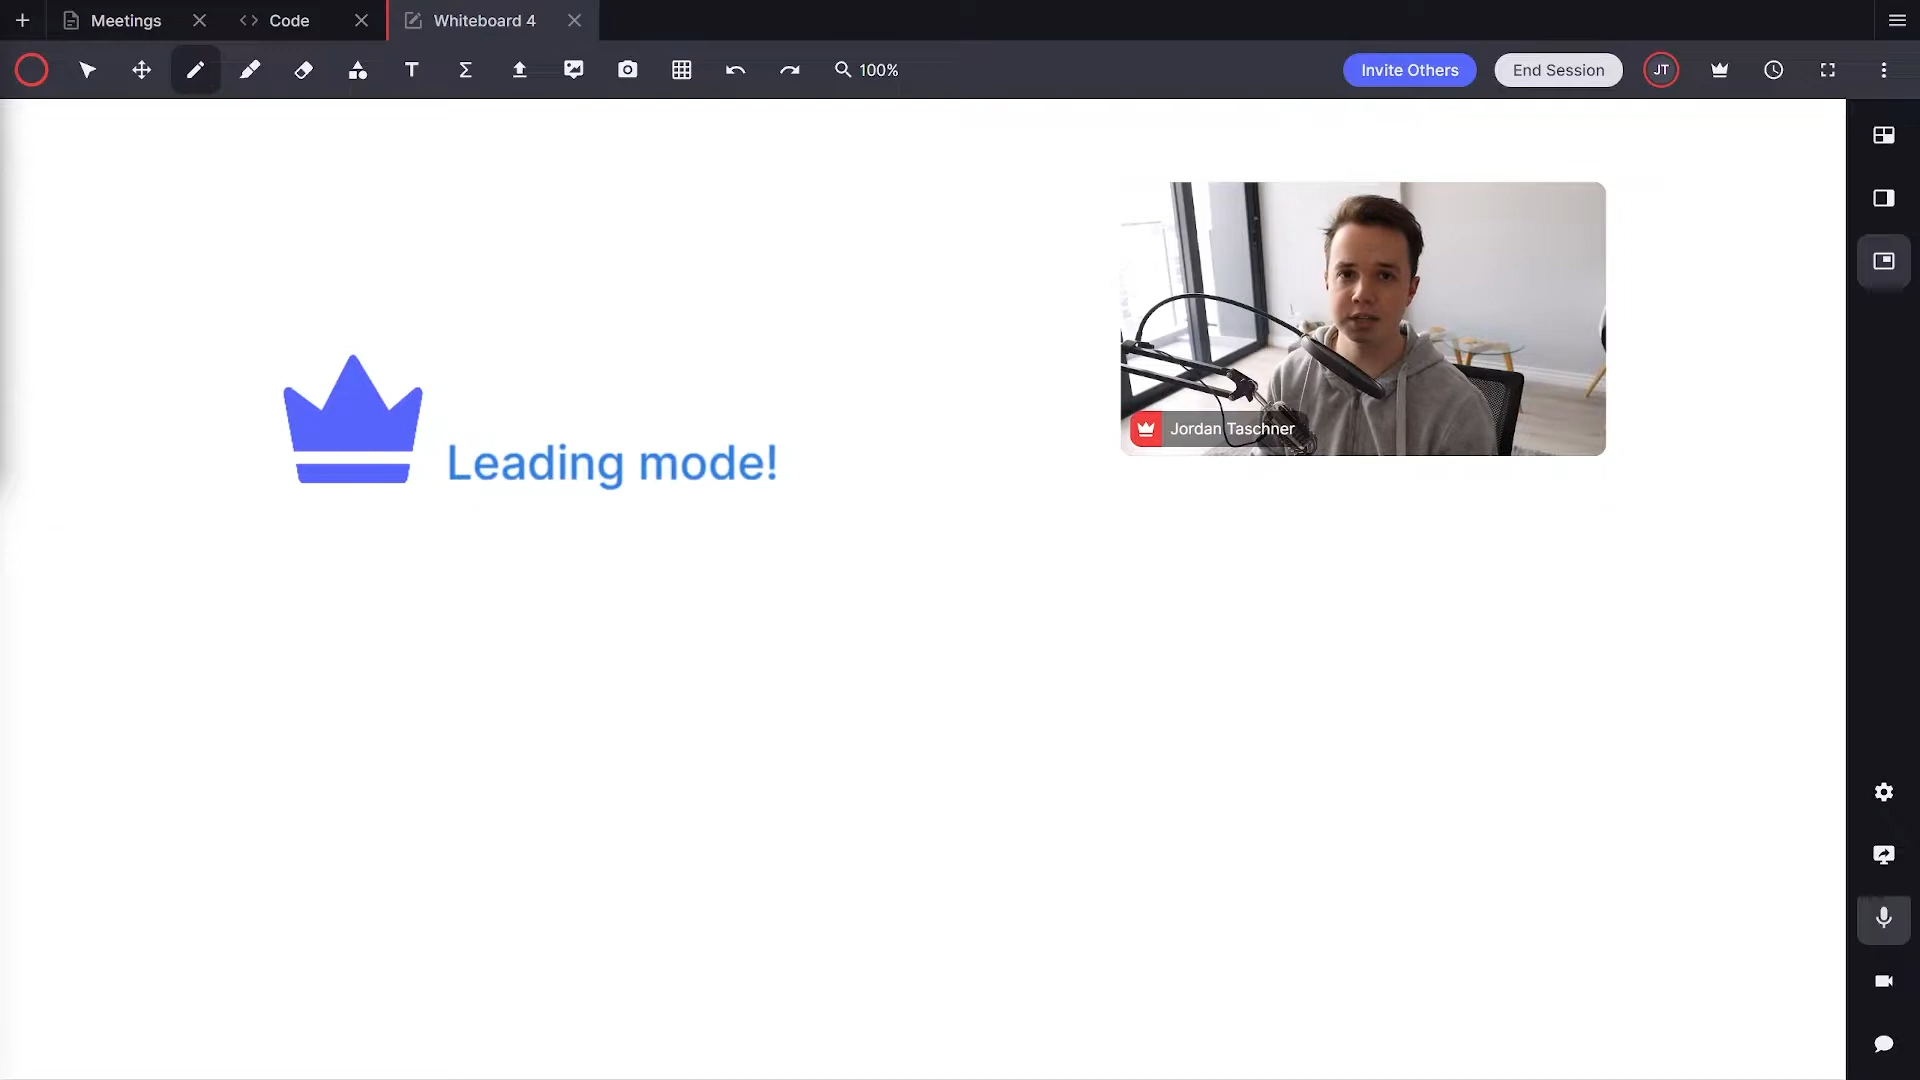 Meetings
Code
Whiteboard 4
T
Σ
100%
Invite Others
End Session
JT
Leading mode!
Jordan Taschner